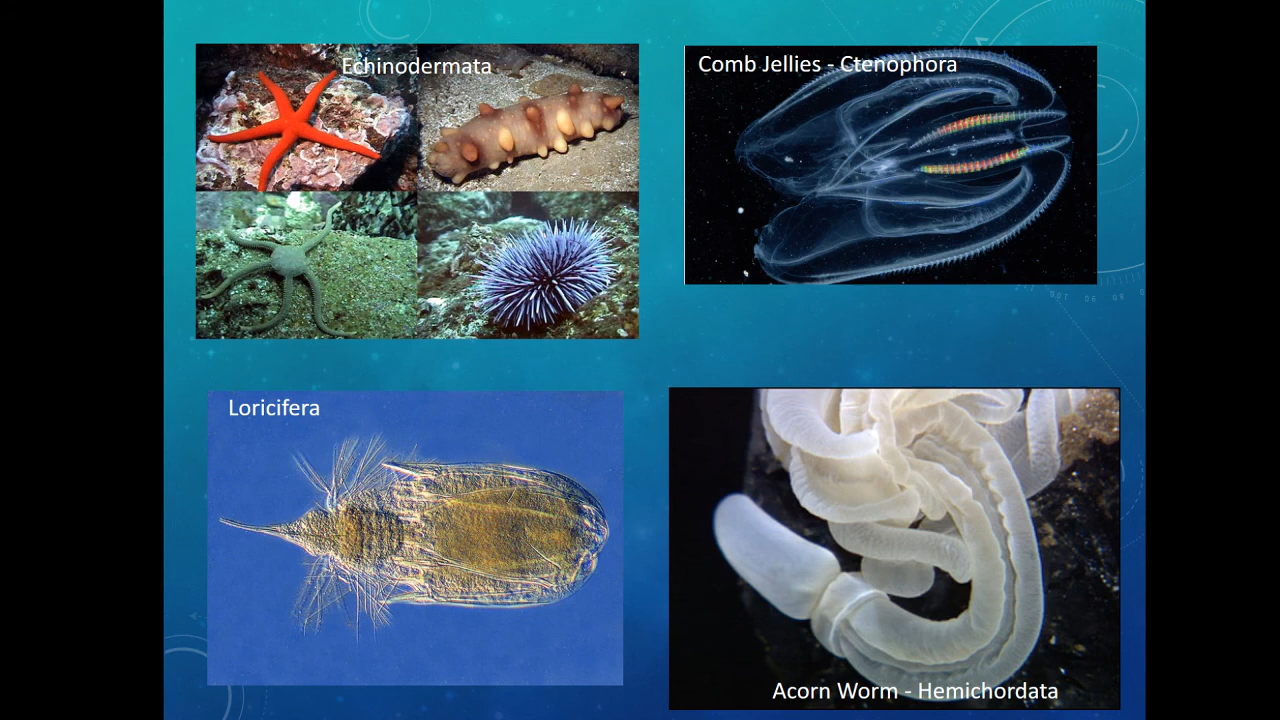 Echinodermata
Comb Jellies - Ctenophora
Loricifera
Acorn Worm - Hemichordata